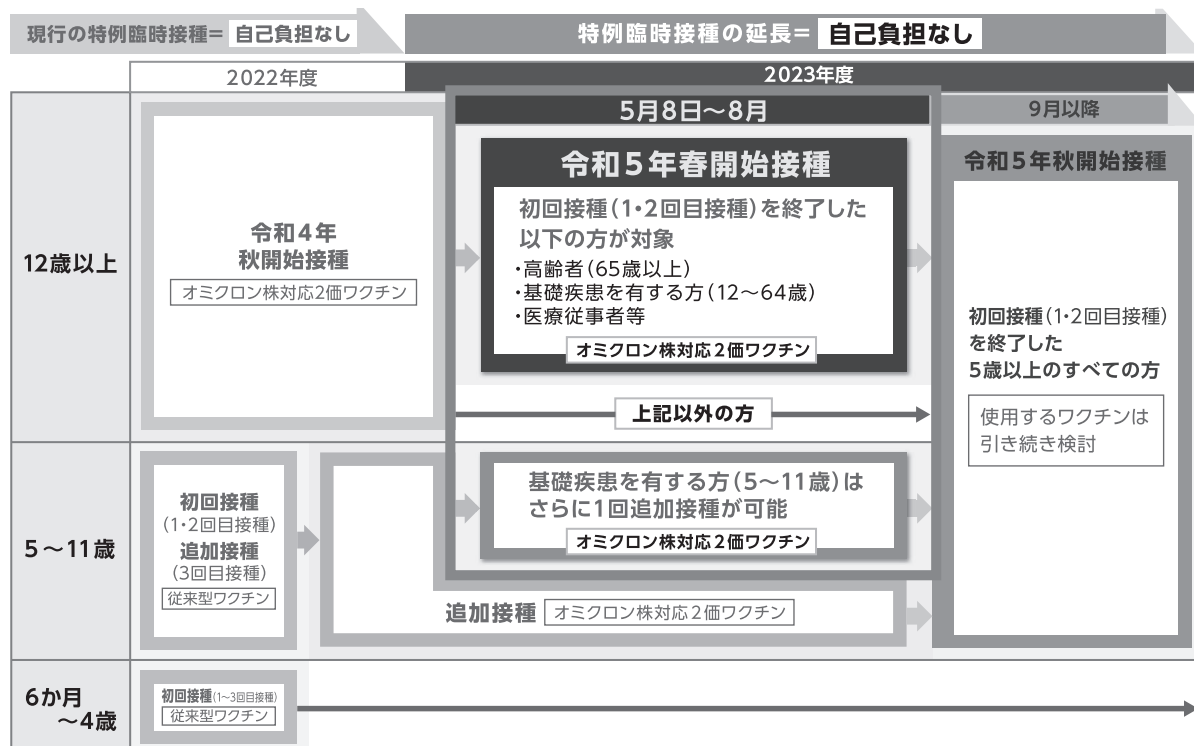 現行の特例臨時接種＝ 自己負担なし
特例臨時接種の延長＝ 自己負担なし
2022年度
2023年度
5月8日～8月
9月以降
12歳以上
令和4年
秋開始接種
オミクロン株対応2価ワクチン
令和5年春開始接種
初回接種（1・2回目接種）を終了した
以下の方が対象
・高齢者（65歳以上）
・基礎疾患を有する方（12～64歳）
・医療従事者等
オミクロン株対応2価ワクチン
上記以外の方
令和5年秋開始接種
初回接種（1・2回目接種）
を終了した
5歳以上のすべての方
使用するワクチンは
引き続き検討
5～11歳
初回接種
（1・2回目接種）
追加接種
（3回目接種）
従来型ワクチン
基礎疾患を有する方（5～11歳）は
さらに1回追加接種が可能
オミクロン株対応2価ワクチン
追加接種 オミクロン株対応2価ワクチン
6か月
～4歳
初回接種（1～3回目接種）
従来型ワクチン